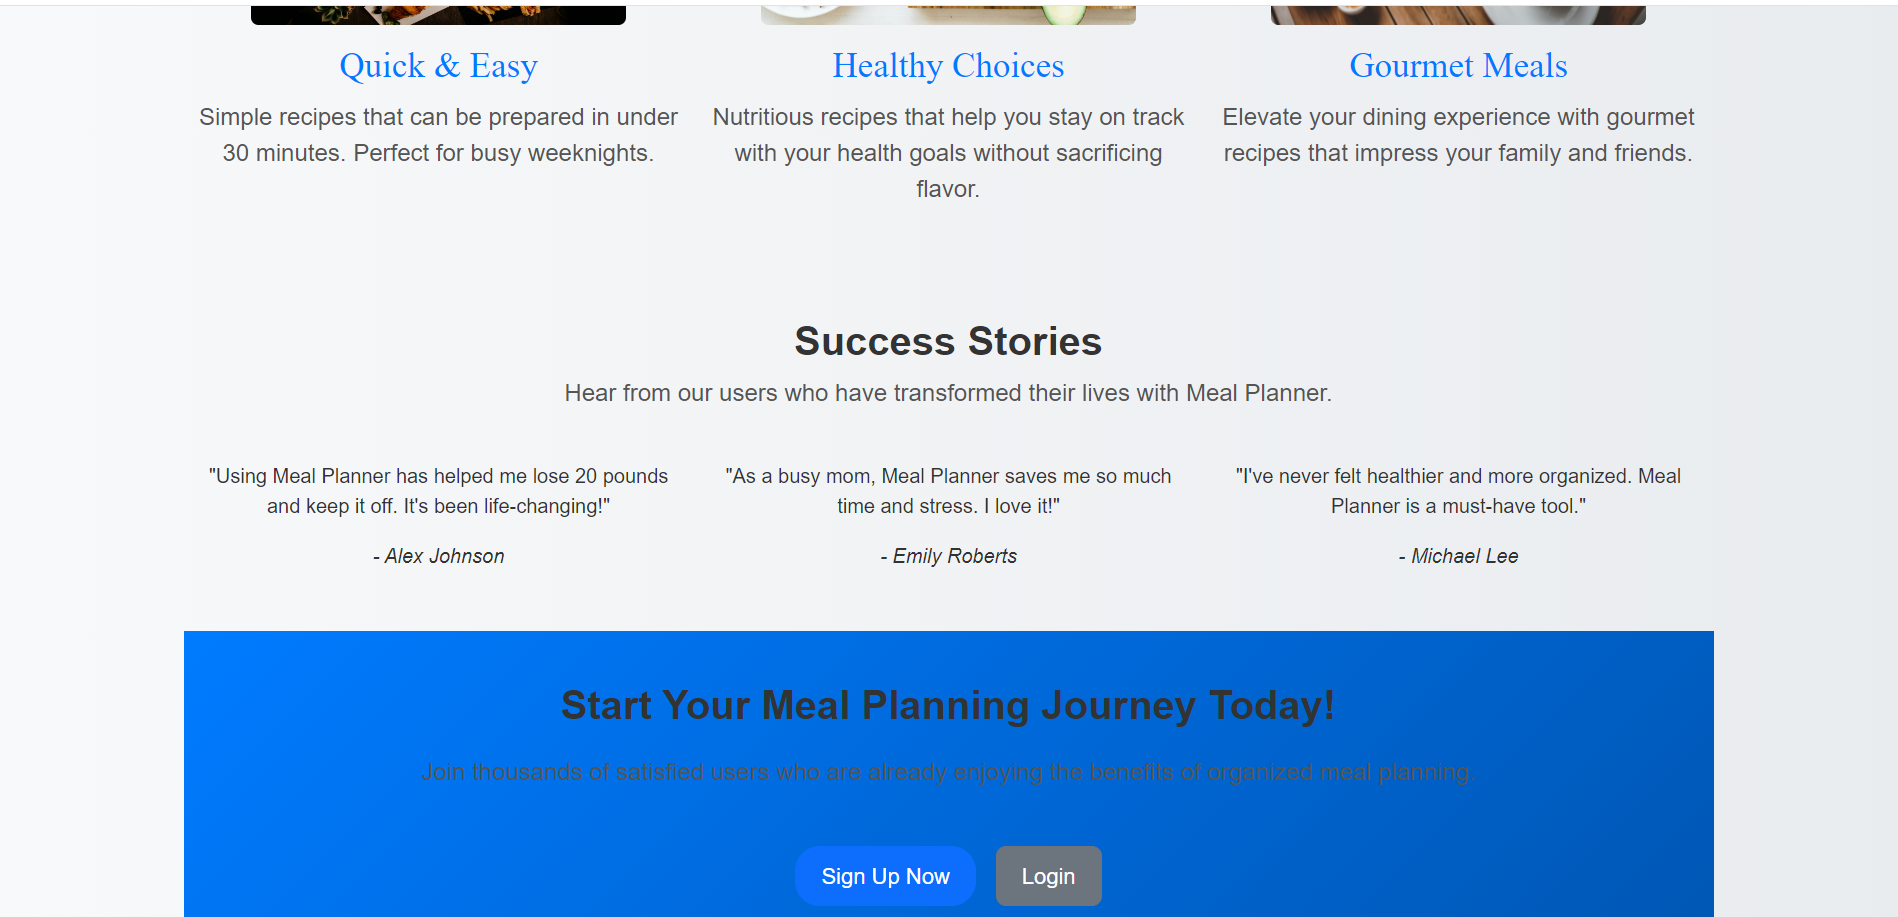 Quick & Easy
Healthy Choices
Gourmet Meals
Simple recipes that can be prepared in under
30 minutes. Perfect for busy weeknights.
Nutritious recipes that help you stay on track
with your health goals without sacrificing
flavor.
Elevate your dining experience with gourmet
recipes that impress your family and friends.
Success Stories
Hear from our users who have transformed their lives with Meal Planner.
"Using Meal Planner has helped me lose 20 pounds
and keep it off. It's been life-changing!"
- Alex Johnson
"As a busy mom, Meal Planner saves me so much
time and stress. I love it!"
- Emily Roberts
"I've never felt healthier and more organized. Meal
Planner is a must-have tool."
- Michael Lee
Start Your Meal Planning Journey Today!
Join thousands of satisfied users who are already enjoying the benefits of organized meal planning.
Sign Up Now
Login